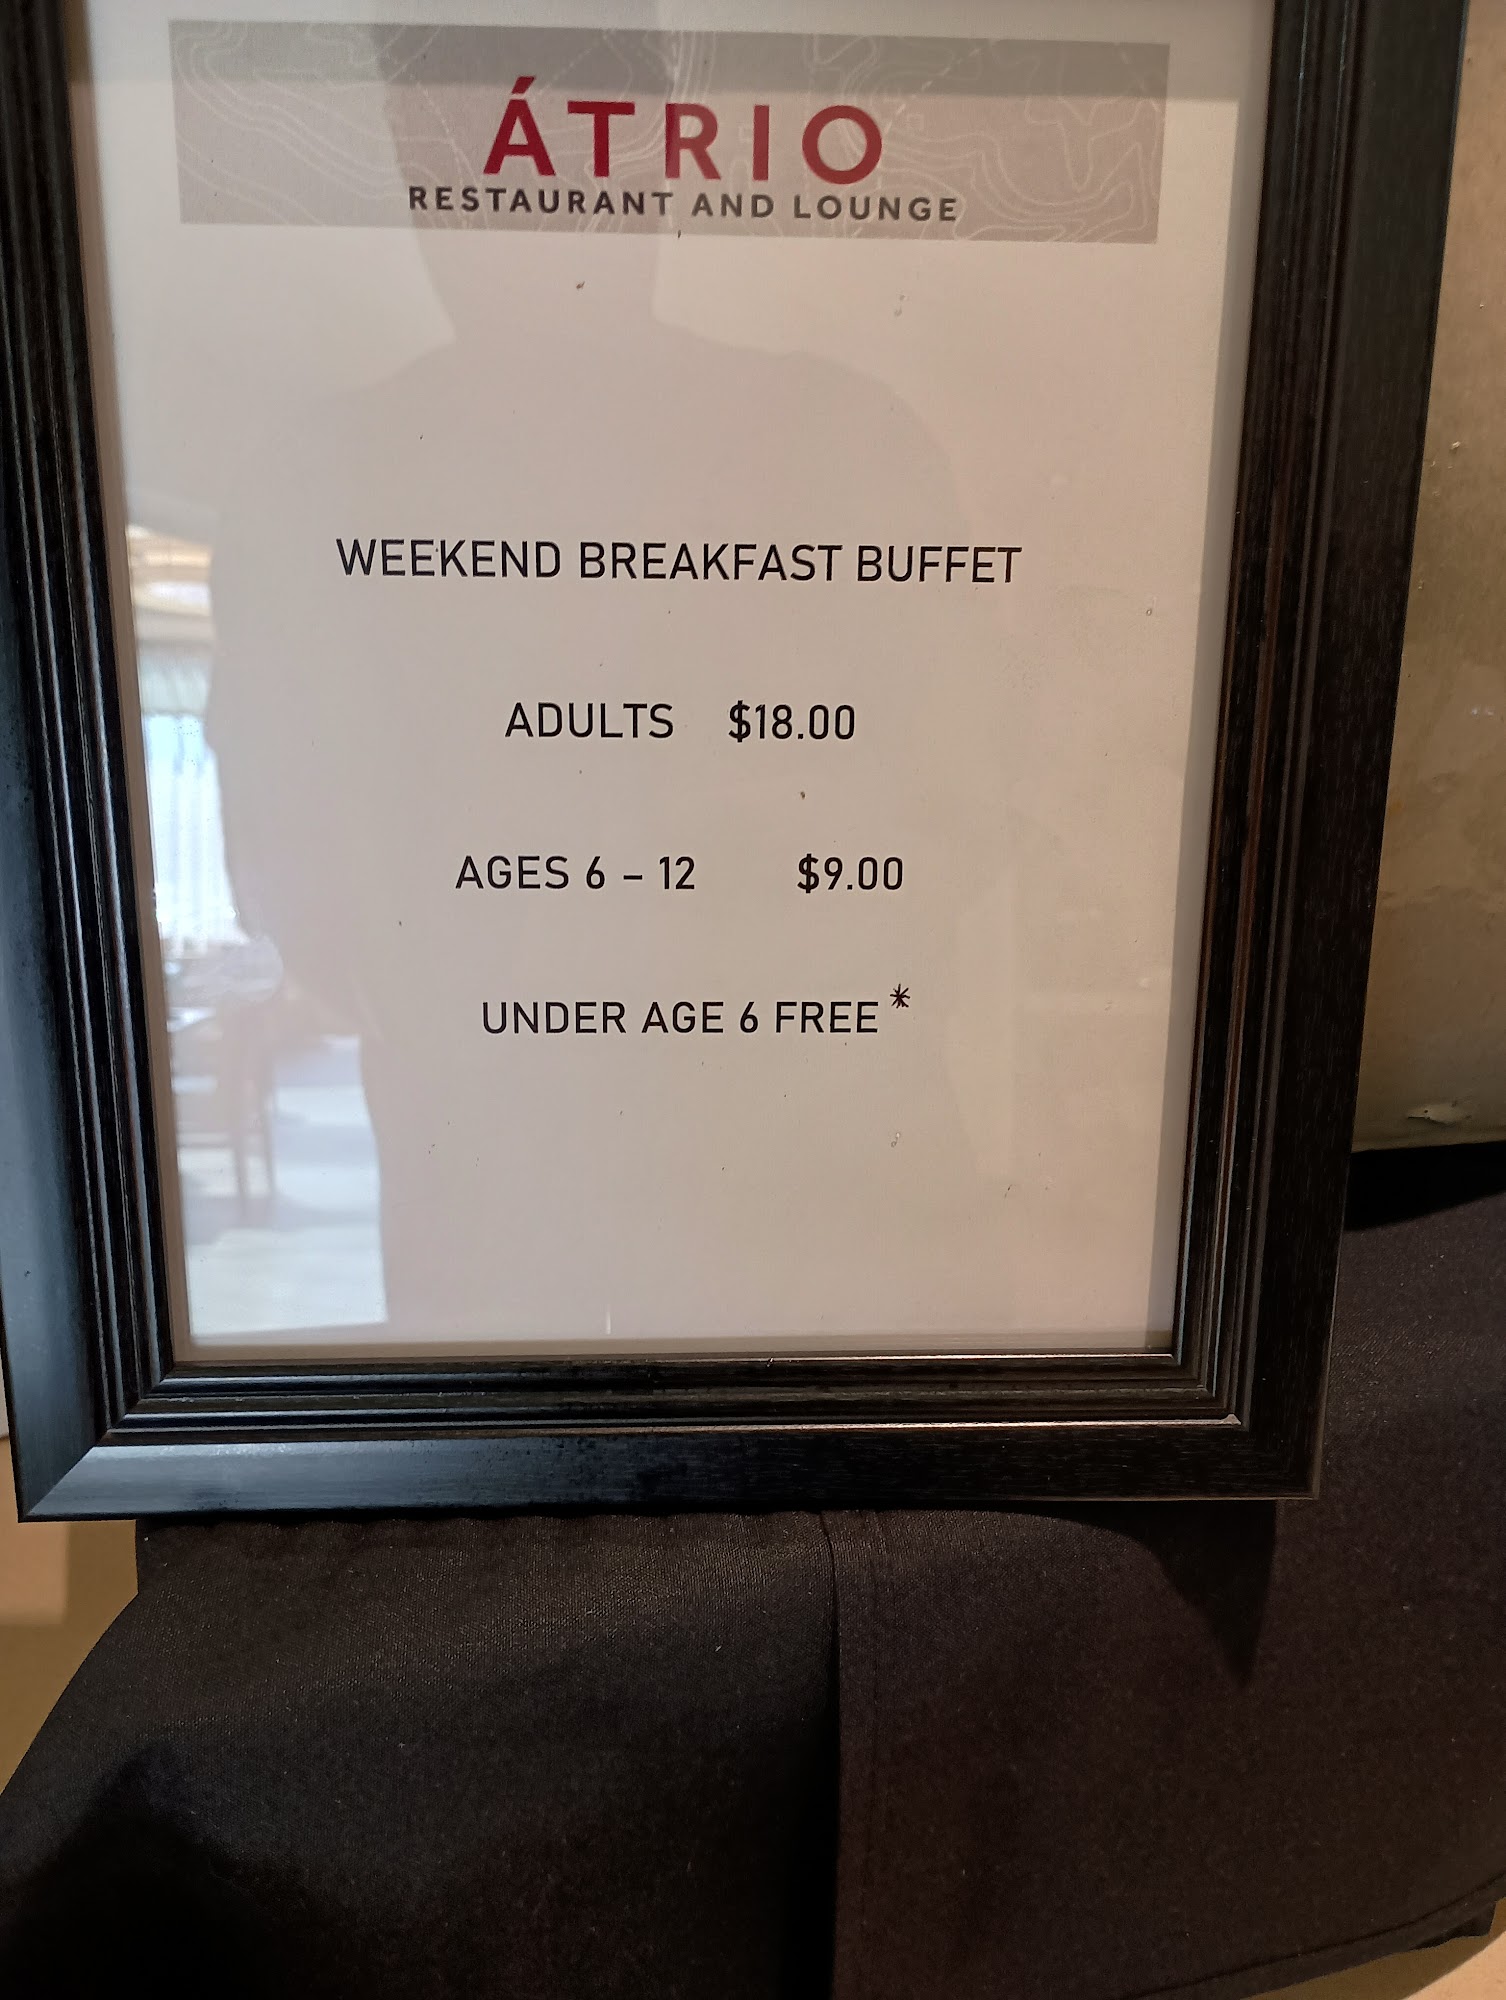 ÁTRIO
RESTAURANT AND LOUNGE
WEEKEND BREAKFAST BUFFET
ADULTS $18.00
AGES 6 – 12 $9.00
UNDER AGE 6 FREE *